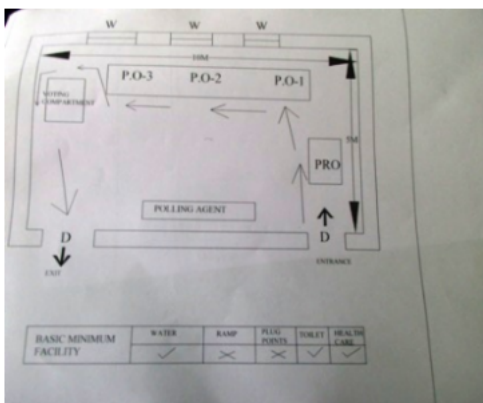 W W W
10M
P.O-3 P.O-2 P.O-1
VOTING
COMPARTMENT
5M
PRO
POLLING AGENT
D D
EXIT ENTRANCE
BASIC MINIMUM FACILITY WATER RAMP PLUG POINTS TOILET HEALTH CARE
✓ ✗ ✗ ✓ ✓